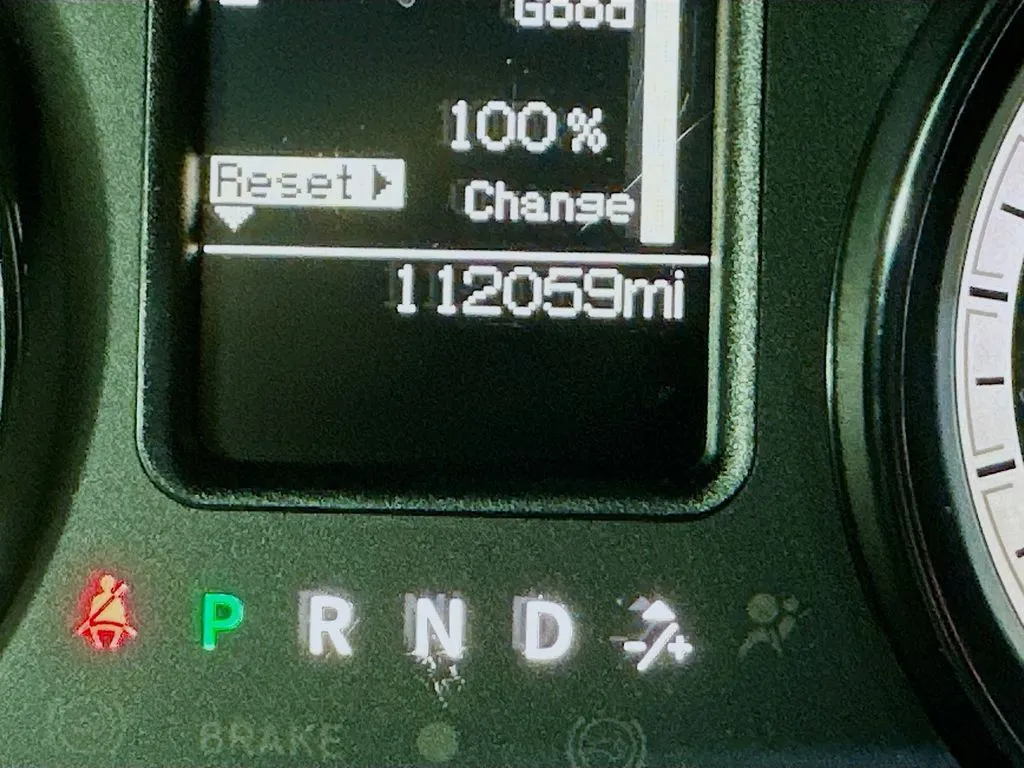 Good
100%
Reset
Change
112059mi
P R N D -/+
BRAKE